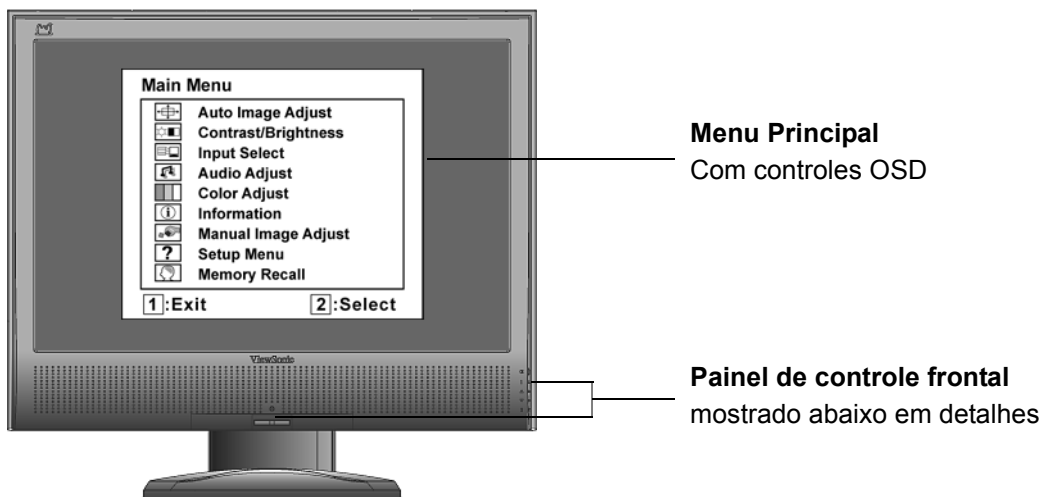 Main Menu
Auto Image Adjust
Contrast/Brightness
Input Select
Audio Adjust
Color Adjust
Information
Manual Image Adjust
? Setup Menu
Memory Recall
1:Exit 2:Select
ViewSonic
Menu Principal
Com controles OSD
Painel de controle frontal
mostrado abaixo em detalhes